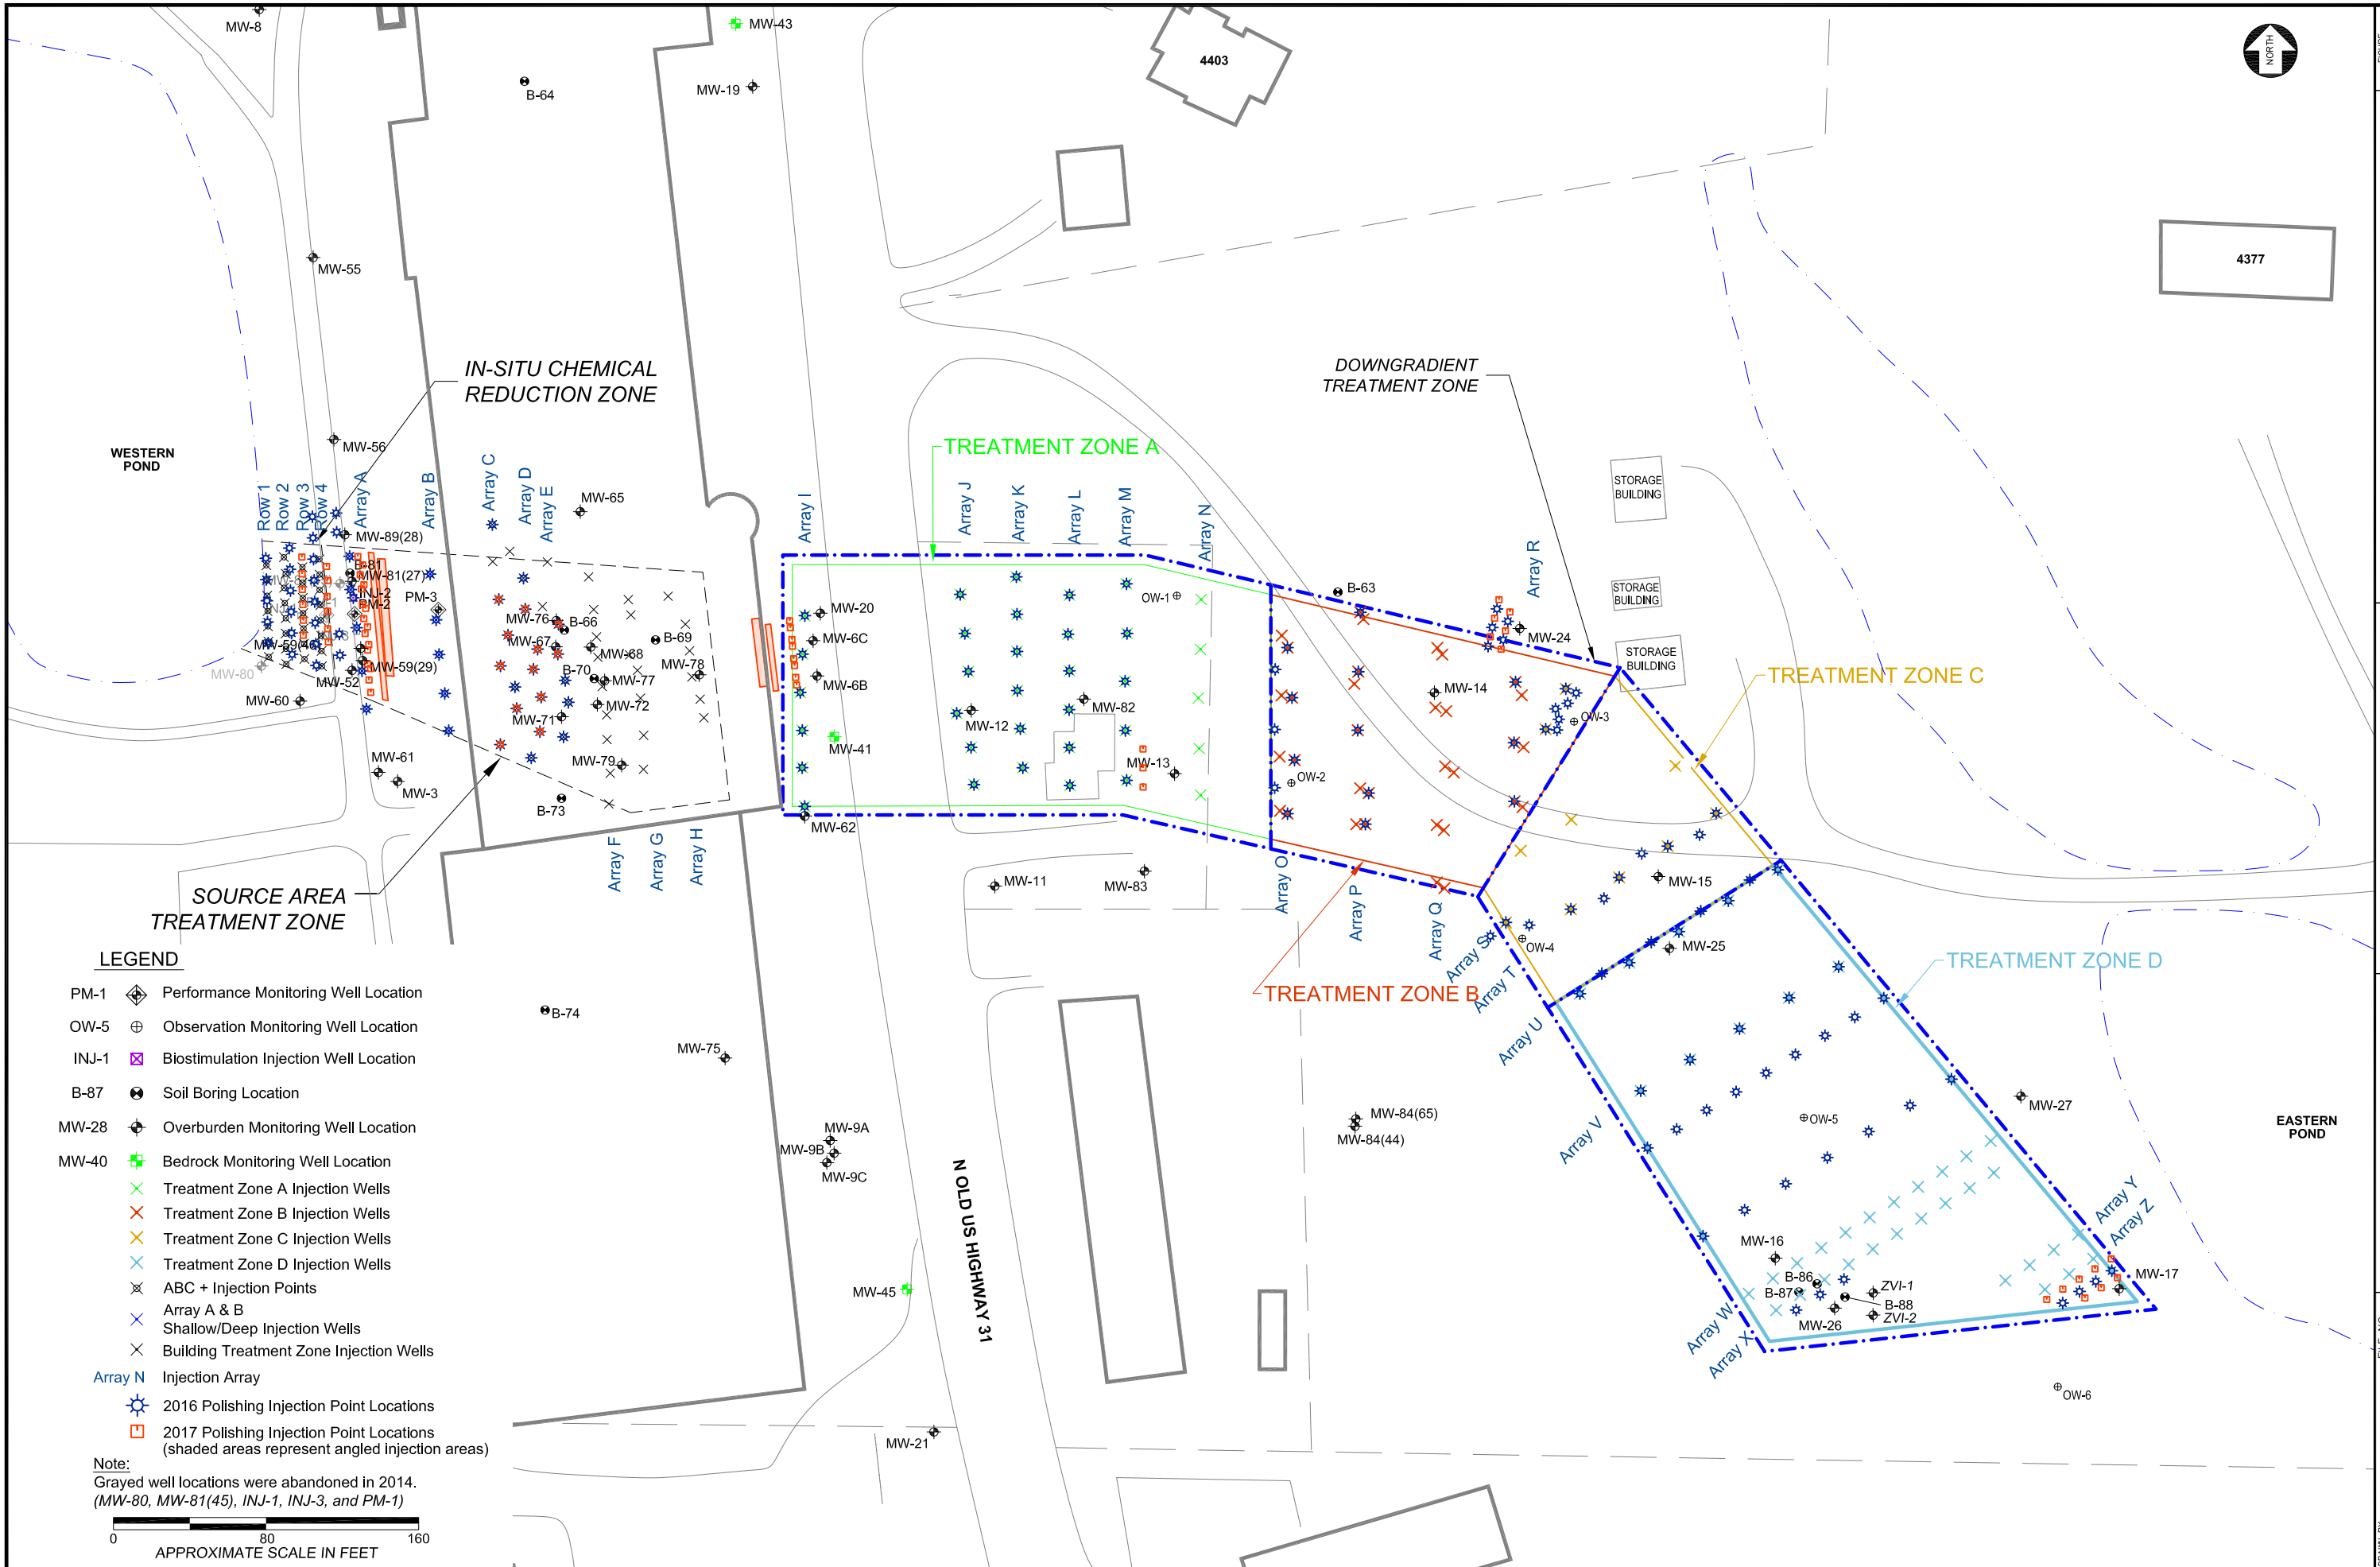 MW-8
MW-43
4403
NORTH
B-64
MW-19
MW-55
4377
IN-SITU CHEMICAL
REDUCTION ZONE
DOWNGRADIENT
TREATMENT ZONE
WESTERN
POND
MW-56
TREATMENT ZONE A
Row 1
Row 2
Row 3
Row 4
Array A
Array B
Array C
Array D
Array E
MW-65
Array I
Array J
Array K
Array L
Array M
Array N
Array R
STORAGE
BUILDING
STORAGE
BUILDING
STORAGE
BUILDING
MW-89(28)
B-81
MW-81(27)
INJ-2
PM-2
PM-3
MW-59(46)
MW-59(29)
MW-80
MW-52
MW-60
MW-76
B-66
MW-67
MW-68
B-69
B-70
MW-77
MW-78
MW-71
MW-72
MW-79
B-73
MW-61
MW-3
MW-20
MW-6C
MW-6B
MW-41
MW-62
MW-12
MW-82
MW-13
OW-1
B-63
MW-24
MW-14
OW-3
OW-2
TREATMENT ZONE C
Array F
Array G
Array H
MW-11
MW-83
Array O
Array P
Array Q
Array S
Array T
Array U
Array V
MW-15
OW-4
MW-25
TREATMENT ZONE B
TREATMENT ZONE D
SOURCE AREA
TREATMENT ZONE
B-74
MW-75
MW-9A
MW-9B
MW-9C
MW-84(65)
MW-84(44)
OW-5
MW-27
EASTERN
POND
N OLD US HIGHWAY 31
MW-45
MW-21
MW-16
B-86
B-87
ZVI-1
B-88
ZVI-2
MW-26
Array W
Array X
Array Y
Array Z
MW-17
OW-6
LEGEND
PM-1 Performance Monitoring Well Location
OW-5 Observation Monitoring Well Location
INJ-1 Biostimulation Injection Well Location
B-87 Soil Boring Location
MW-28 Overburden Monitoring Well Location
MW-40 Bedrock Monitoring Well Location
Treatment Zone A Injection Wells
Treatment Zone B Injection Wells
Treatment Zone C Injection Wells
Treatment Zone D Injection Wells
ABC + Injection Points
Array A & B
Shallow/Deep Injection Wells
Building Treatment Zone Injection Wells
Array N Injection Array
2016 Polishing Injection Point Locations
2017 Polishing Injection Point Locations
(shaded areas represent angled injection areas)
Note:
Grayed well locations were abandoned in 2014.
(MW-80, MW-81(45), INJ-1, INJ-3, and PM-1)
0 80 160
APPROXIMATE SCALE IN FEET